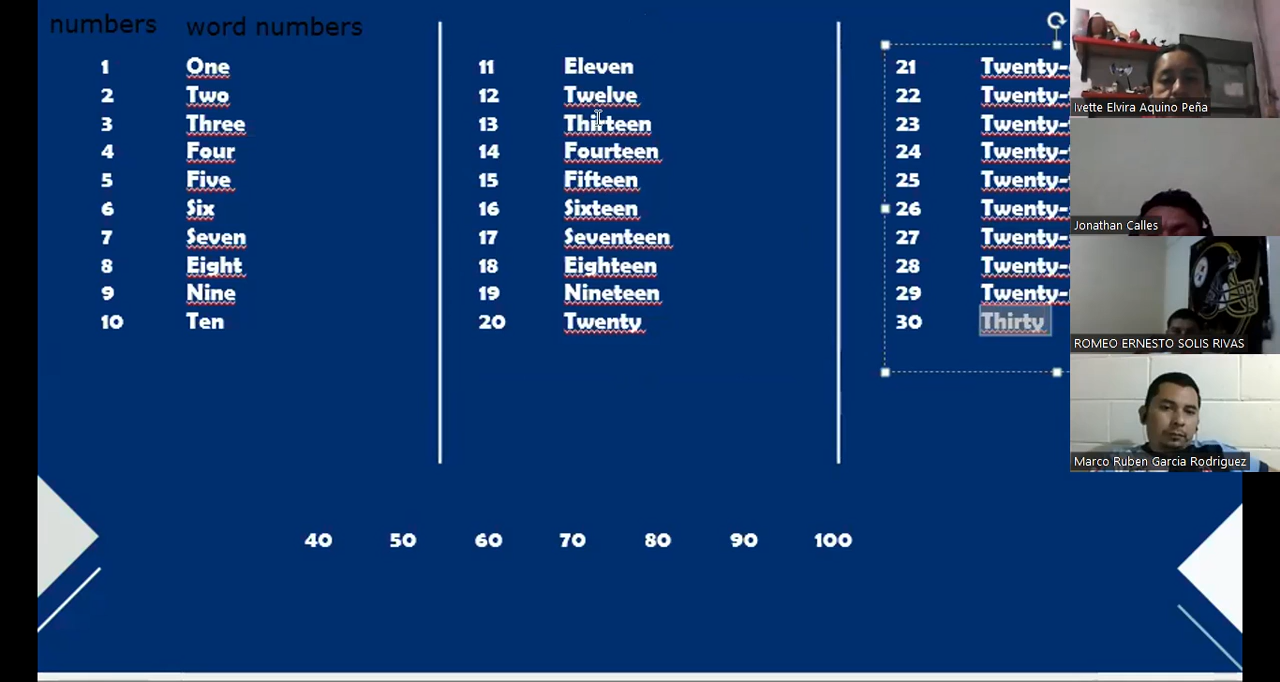 numbers word numbers
1 One
2 Two
3 Three
4 Four
5 Five
6 Six
7 Seven
8 Eight
9 Nine
10 Ten
11 Eleven
12 Twelve
13 Thirteen
14 Fourteen
15 Fifteen
16 Sixteen
17 Seventeen
18 Eighteen
19 Nineteen
20 Twenty
21 Twenty-
22 Twenty-
23 Twenty-
24 Twenty-
25 Twenty-
26 Twenty-
27 Twenty-
28 Twenty-
29 Twenty-
30 Thirty
40 50 60 70 80 90 100
Ivette Elvira Aquino Peña
Jonathan Calles
ROMEO ERNESTO SOLIS RIVAS
Marco Ruben Garcia Rodriguez